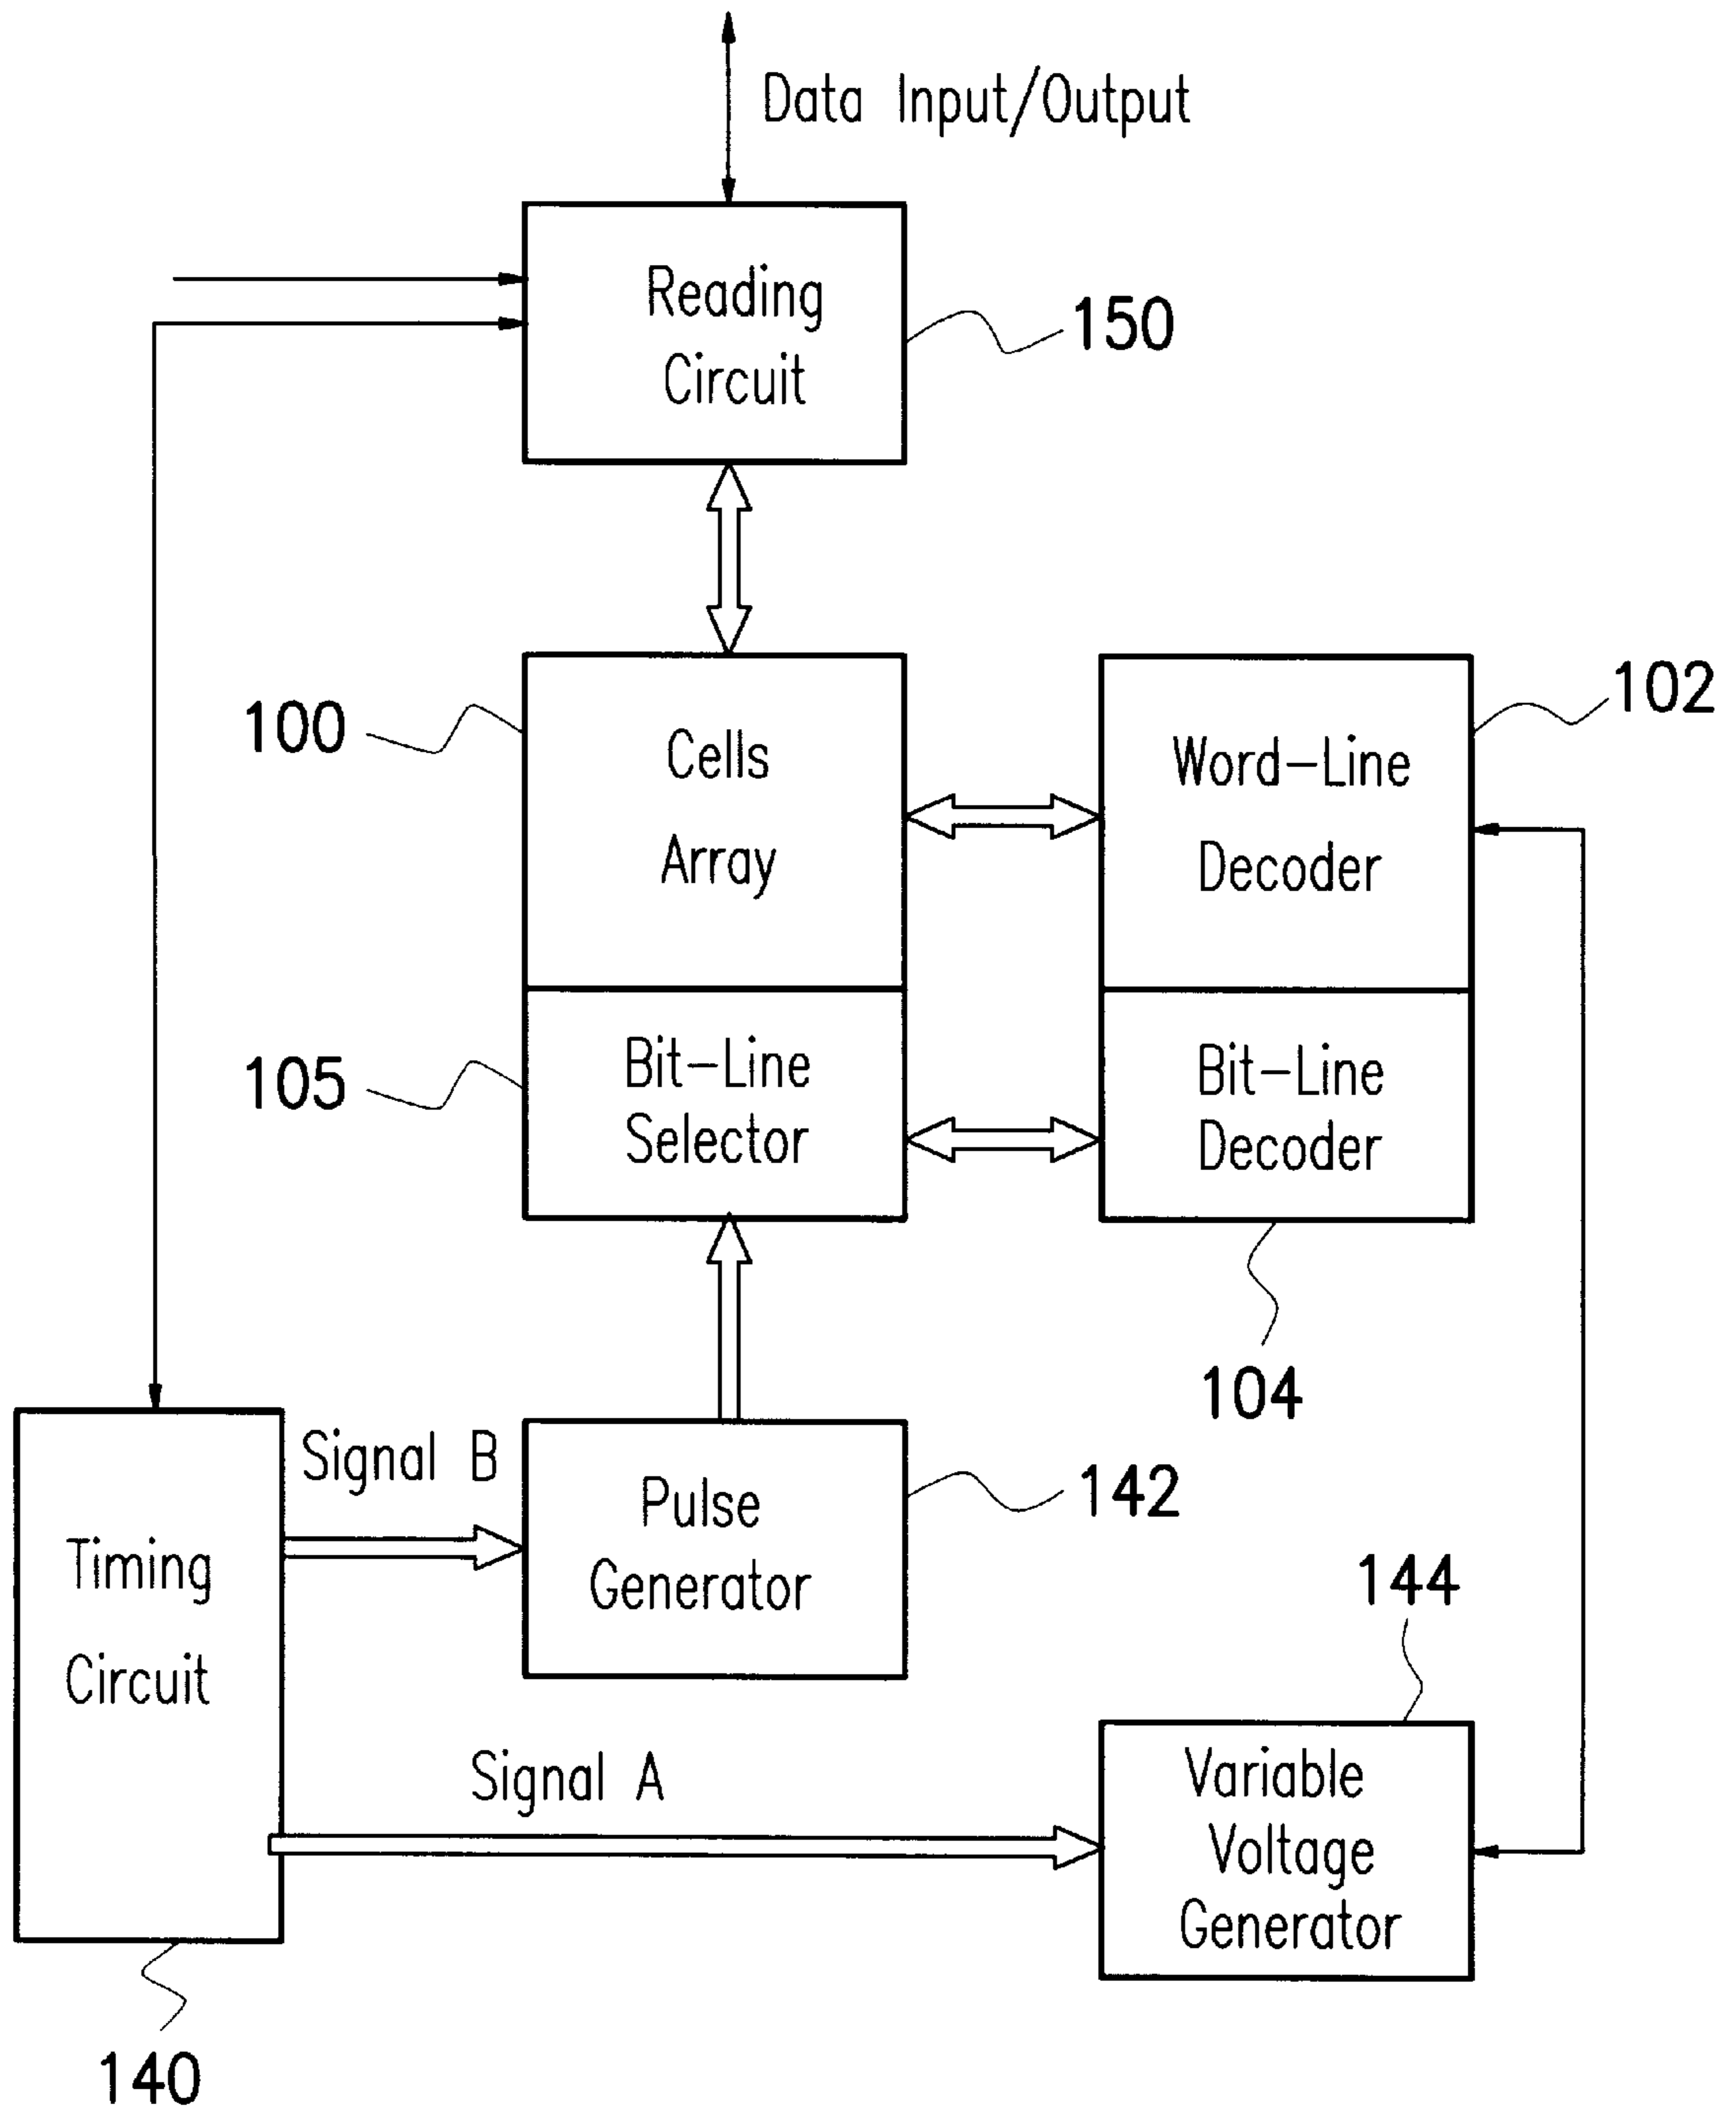 Data Input/Output
Reading
Circuit
150
100
Cells
Array
Word-Line
Decoder
102
105
Bit-Line
Selector
Bit-Line
Decoder
104
Signal B
Pulse
Generator
142
Timing
Circuit
144
Signal A
Variable
Voltage
Generator
140